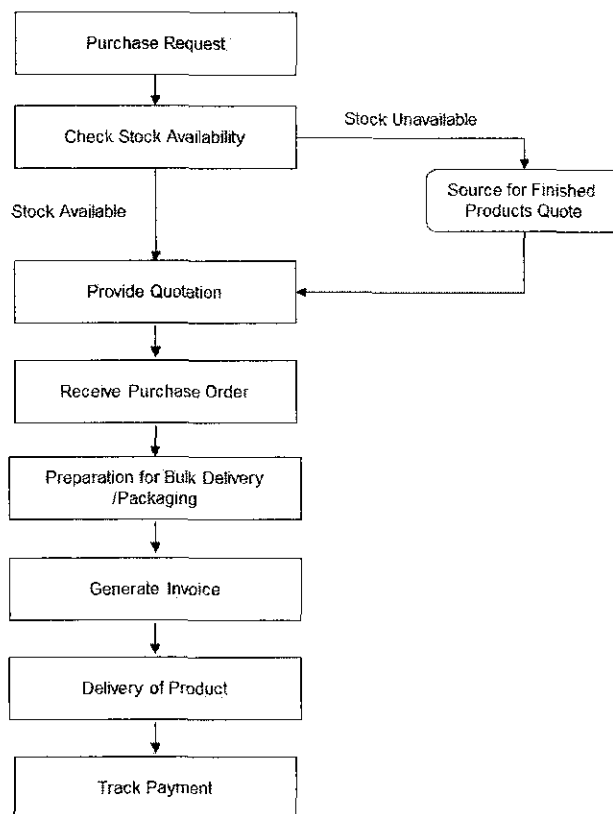 Purchase Request
Check Stock Availability
Stock Unavailable
Source for Finished
Products Quote
Stock Available
Provide Quotation
Receive Purchase Order
Preparation for Bulk Delivery
/Packaging
Generate Invoice
Delivery of Product
Track Payment